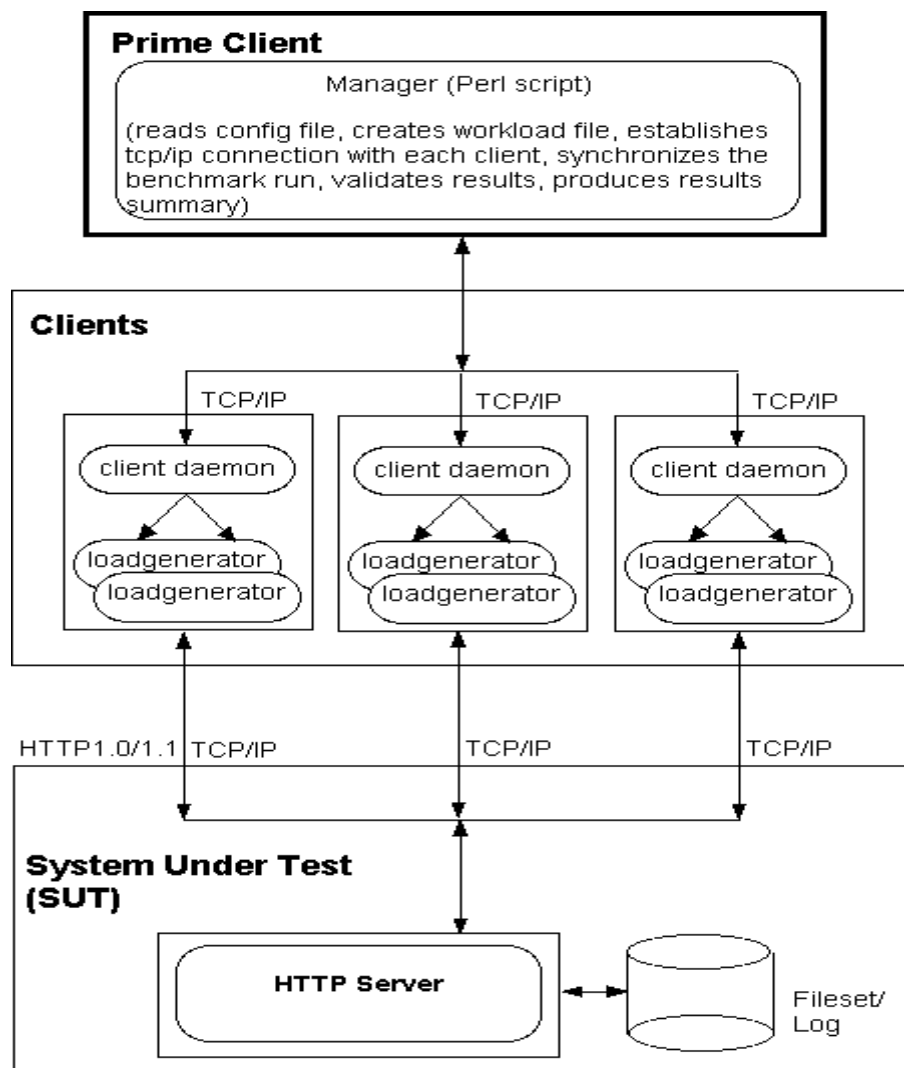 Prime Client
Manager (Perl script)
(reads config file, creates workload file, establishes
tcp/ip connection with each client, synchronizes the
benchmark run, validates results, produces results
summary)
Clients
TCP/IP
TCP/IP
TCP/IP
client daemon
client daemon
client daemon
loadgenerator
loadgenerator
loadgenerator
loadgenerator
loadgenerator
loadgenerator
HTTP1.0/1.1
TCP/IP
TCP/IP
TCP/IP
System Under Test
(SUT)
HTTP Server
Fileset/
Log